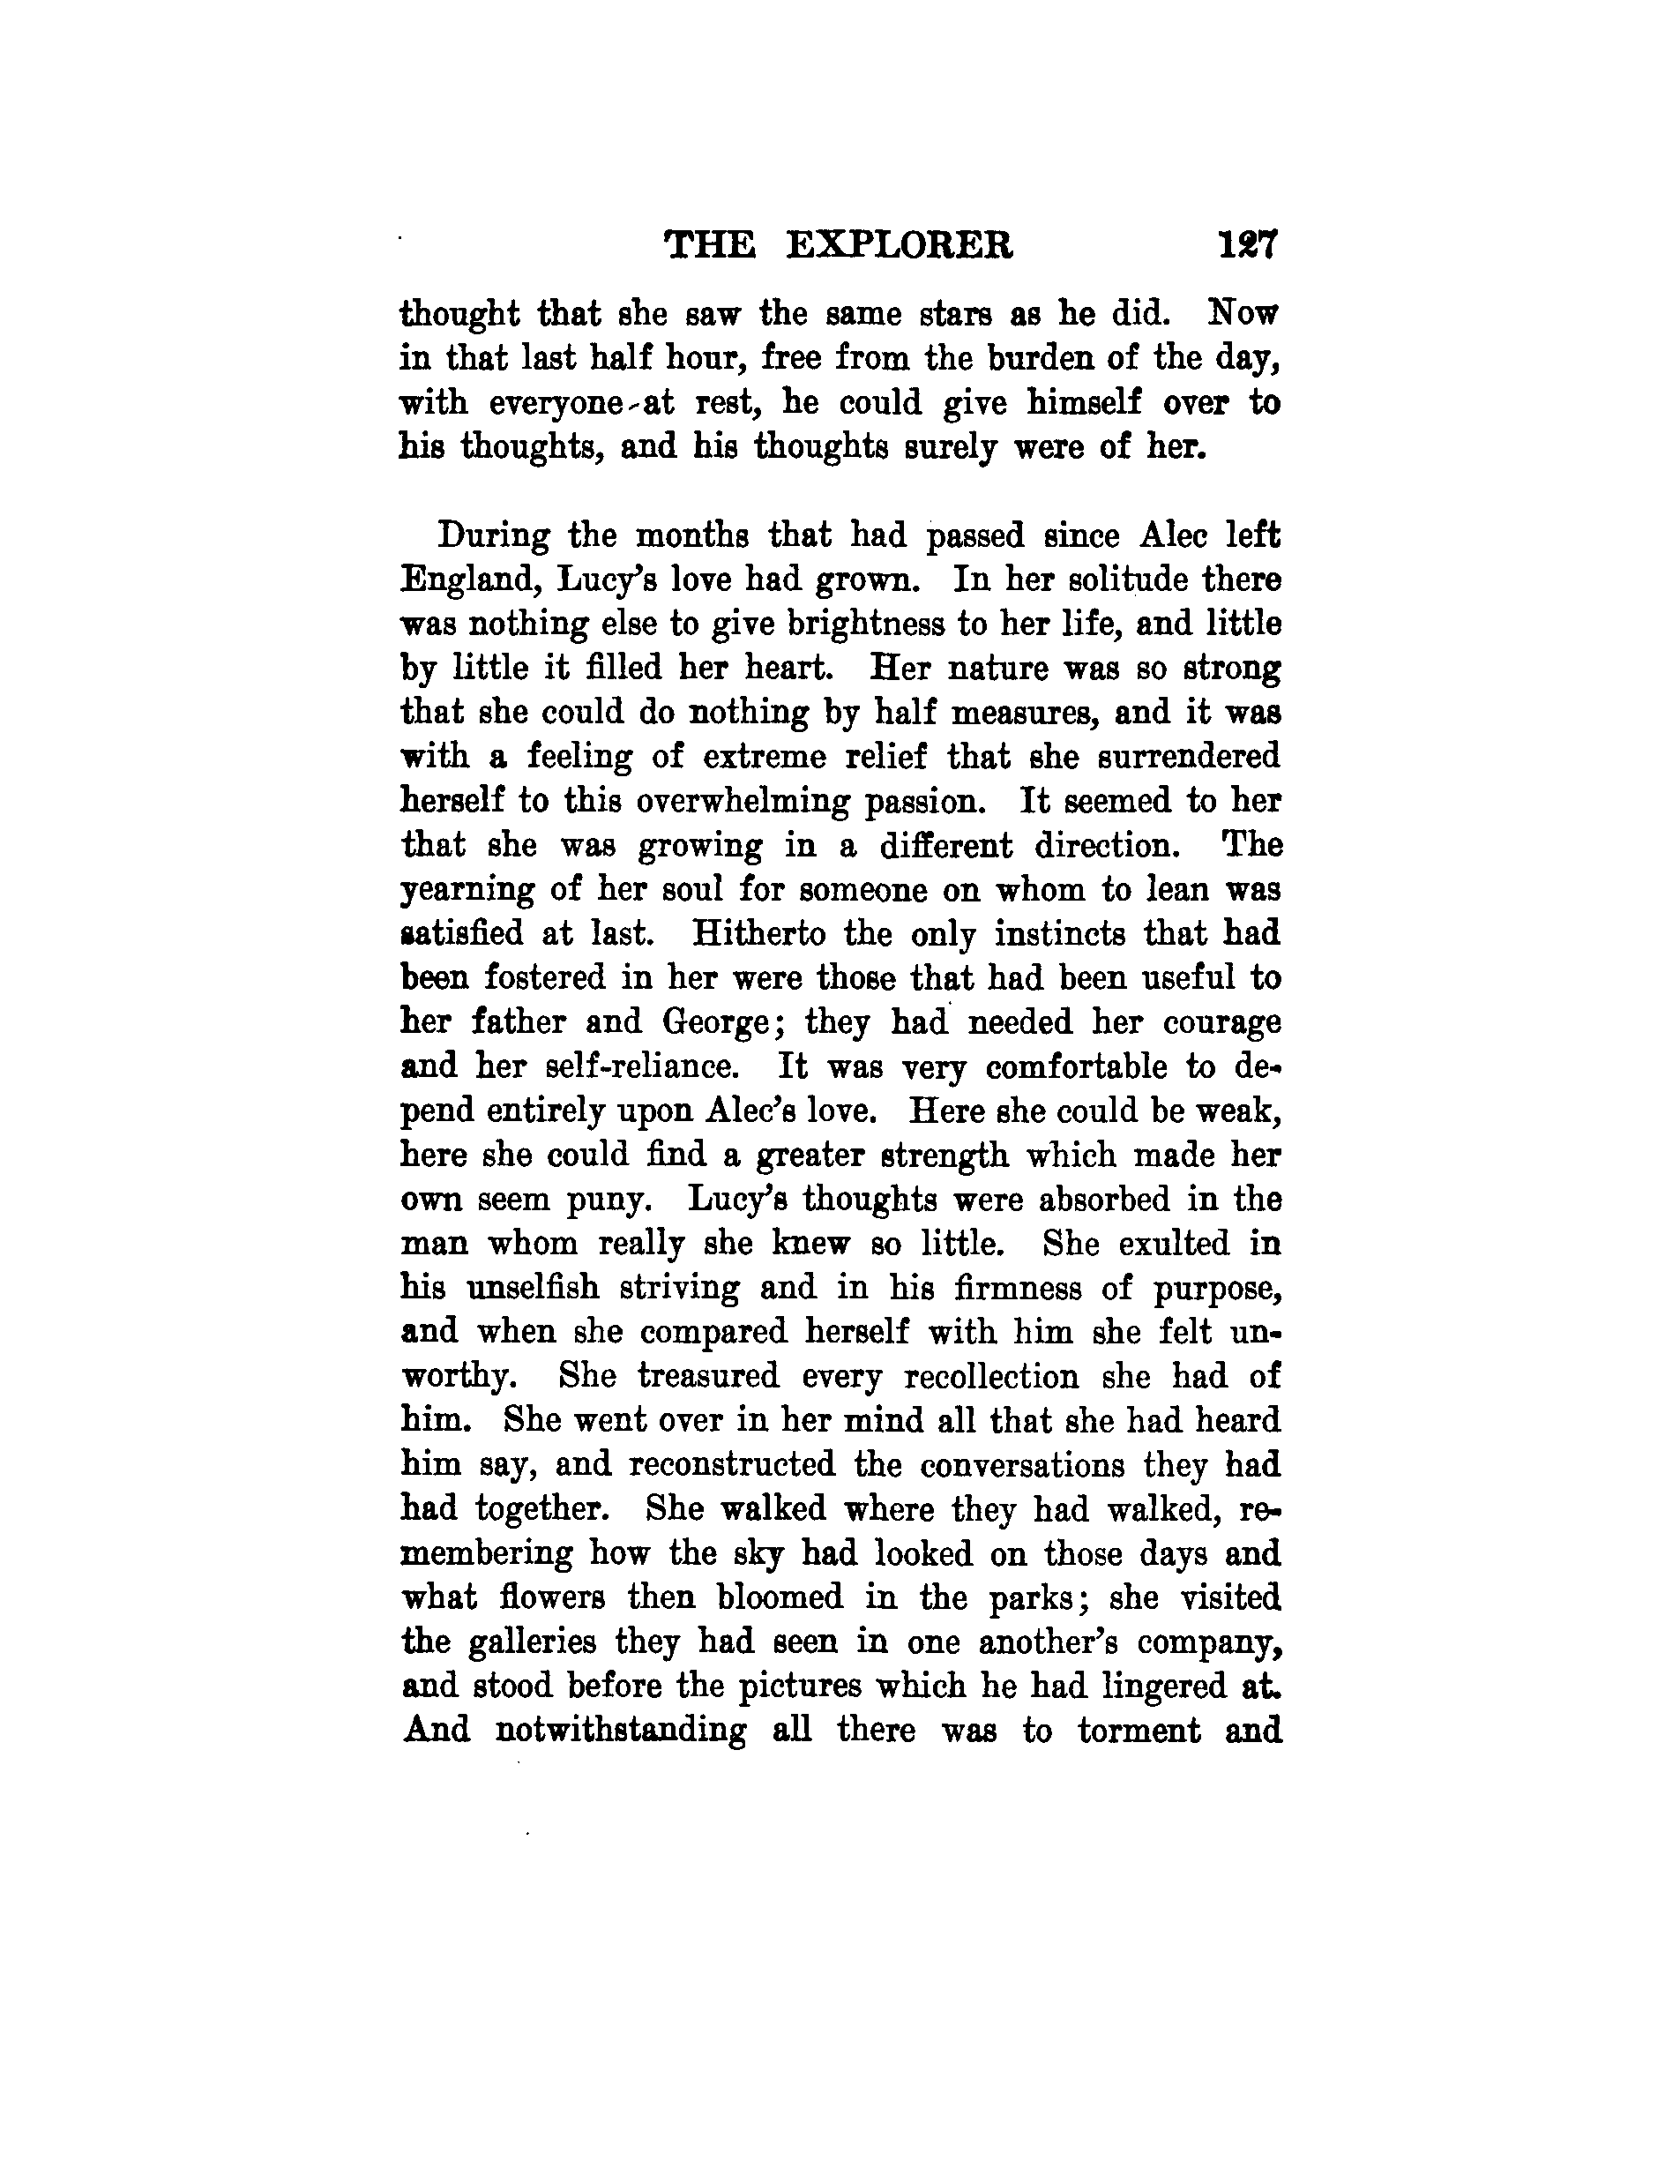 THE EXPLORER 127
thought that she saw the same stars as he did. Now
in that last half hour, free from the burden of the day,
with everyone at rest, he could give himself over to
his thoughts, and his thoughts surely were of her.
During the months that had passed since Alec left
England, Lucy's love had grown. In her solitude there
was nothing else to give brightness to her life, and little
by little it filled her heart. Her nature was so strong
that she could do nothing by half measures, and it was
with a feeling of extreme relief that she surrendered
herself to this overwhelming passion. It seemed to her
that she was growing in a different direction. The
yearning of her soul for someone on whom to lean was
satisfied at last. Hitherto the only instincts that had
been fostered in her were those that had been useful to
her father and George; they had needed her courage
and her self-reliance. It was very comfortable to de-
pend entirely upon Alec's love. Here she could be weak,
here she could find a greater strength which made her
own seem puny. Lucy's thoughts were absorbed in the
man whom really she knew so little. She exulted in
his unselfish striving and in his firmness of purpose,
and when she compared herself with him she felt un-
worthy. She treasured every recollection she had of
him. She went over in her mind all that she had heard
him say, and reconstructed the conversations they had
had together. She walked where they had walked, re-
membering how the sky had looked on those days and
what flowers then bloomed in the parks; she visited
the galleries they had seen in one another's company,
and stood before the pictures which he had lingered at.
And notwithstanding all there was to torment and